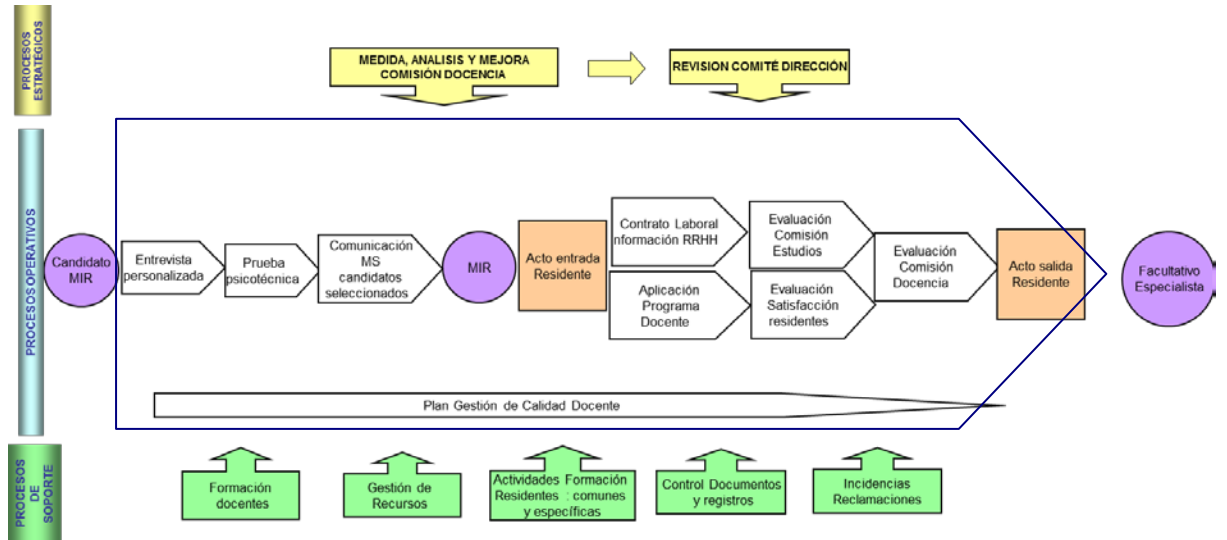 PROCESOS
ESTRATÉGICOS
MEDIDA, ANALISIS Y MEJORA
COMISIÓN DOCENCIA
REVISION COMITÉ DIRECCIÓN
PROCESOS OPERATIVOS
Candidato
MIR
Entrevista
personalizada
Prueba
psicotécnica
Comunicación
MS
candidatos
seleccionados
MIR
Acto entrada
Residente
Contrato Laboral
nformación RRHH
Aplicación
Programa
Docente
Evaluación
Comisión
Estudios
Evaluación
Satisfacción
residentes
Evaluación
Comisión
Docencia
Acto salida
Residente
Facultativo
Especialista
Plan Gestión de Calidad Docente
PROCESOS
DE
SOPORTE
Formación
docentes
Gestión de
Recursos
Actividades Formación
Residentes : comunes
y específicas
Control Documentos
y registros
Incidencias
Reclamaciones